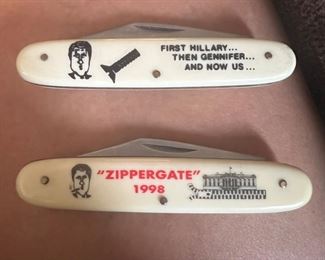 FIRST HILLARY...
THEN GENNIFER...
AND NOW US...
"ZIPPERGATE"
1998